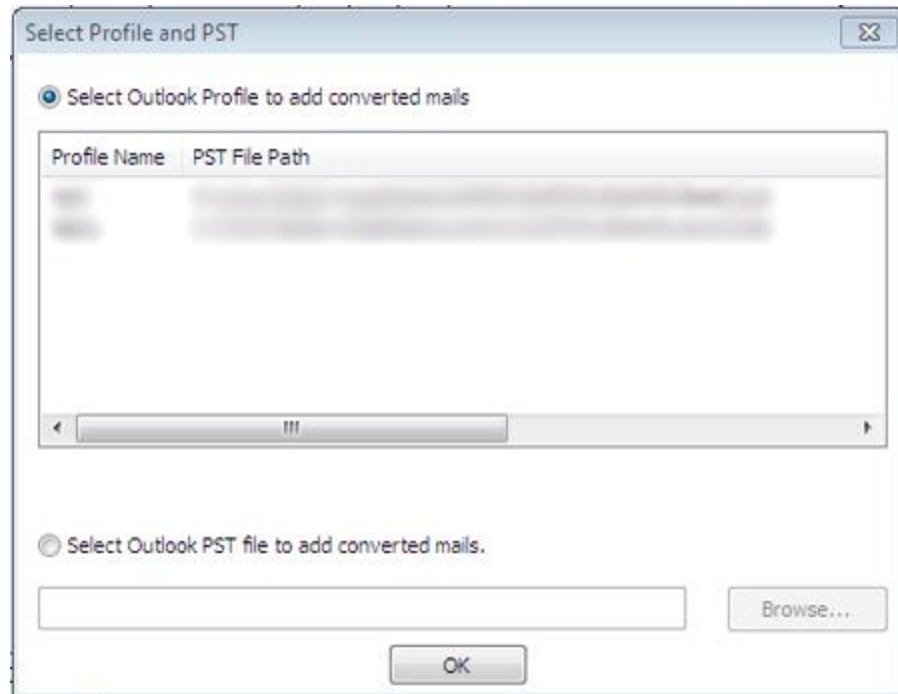 Select Profile and PST
Select Outlook Profile to add converted mails
Profile Name PST File Path
Select Outlook PST file to add converted mails.
Browse...
OK